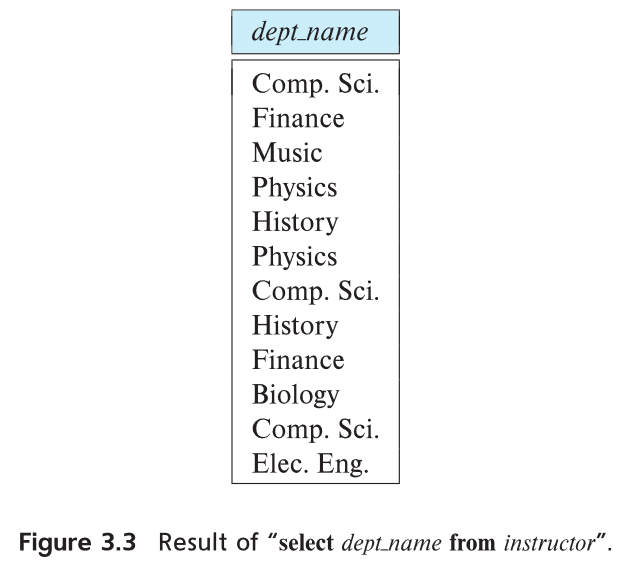 dept_name
Comp. Sci.
Finance
Music
Physics
History
Physics
Comp. Sci.
History
Finance
Biology
Comp. Sci.
Elec. Eng.
Figure 3.3 Result of “select dept_name from instructor”.